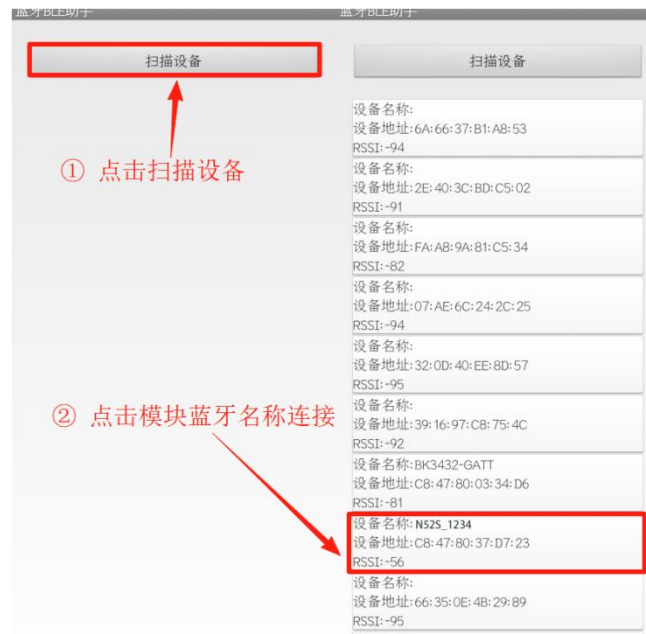 蓝牙BLE助手
扫描设备
① 点击扫描设备
② 点击模块蓝牙名称连接
蓝牙BLE助手
扫描设备
设备名称:
设备地址:6A:66:37:B1:A8:53
RSSI:-94
设备名称:
设备地址:2E:40:3C:BD:C5:02
RSSI:-91
设备名称:
设备地址:FA:A8:9A:81:C5:34
RSSI:-82
设备名称:
设备地址:07:AE:6C:24:2C:25
RSSI:-94
设备名称:
设备地址:32:0D:40:EE:8D:57
RSSI:-95
设备名称:
设备地址:39:16:97:C8:75:4C
RSSI:-92
设备名称:BK3432-GATT
设备地址:C8:47:80:03:34:D6
RSSI:-81
设备名称:N52S_1234
设备地址:C8:47:80:37:D7:23
RSSI:-56
设备名称:
设备地址:66:35:0E:4B:29:89
RSSI:-95